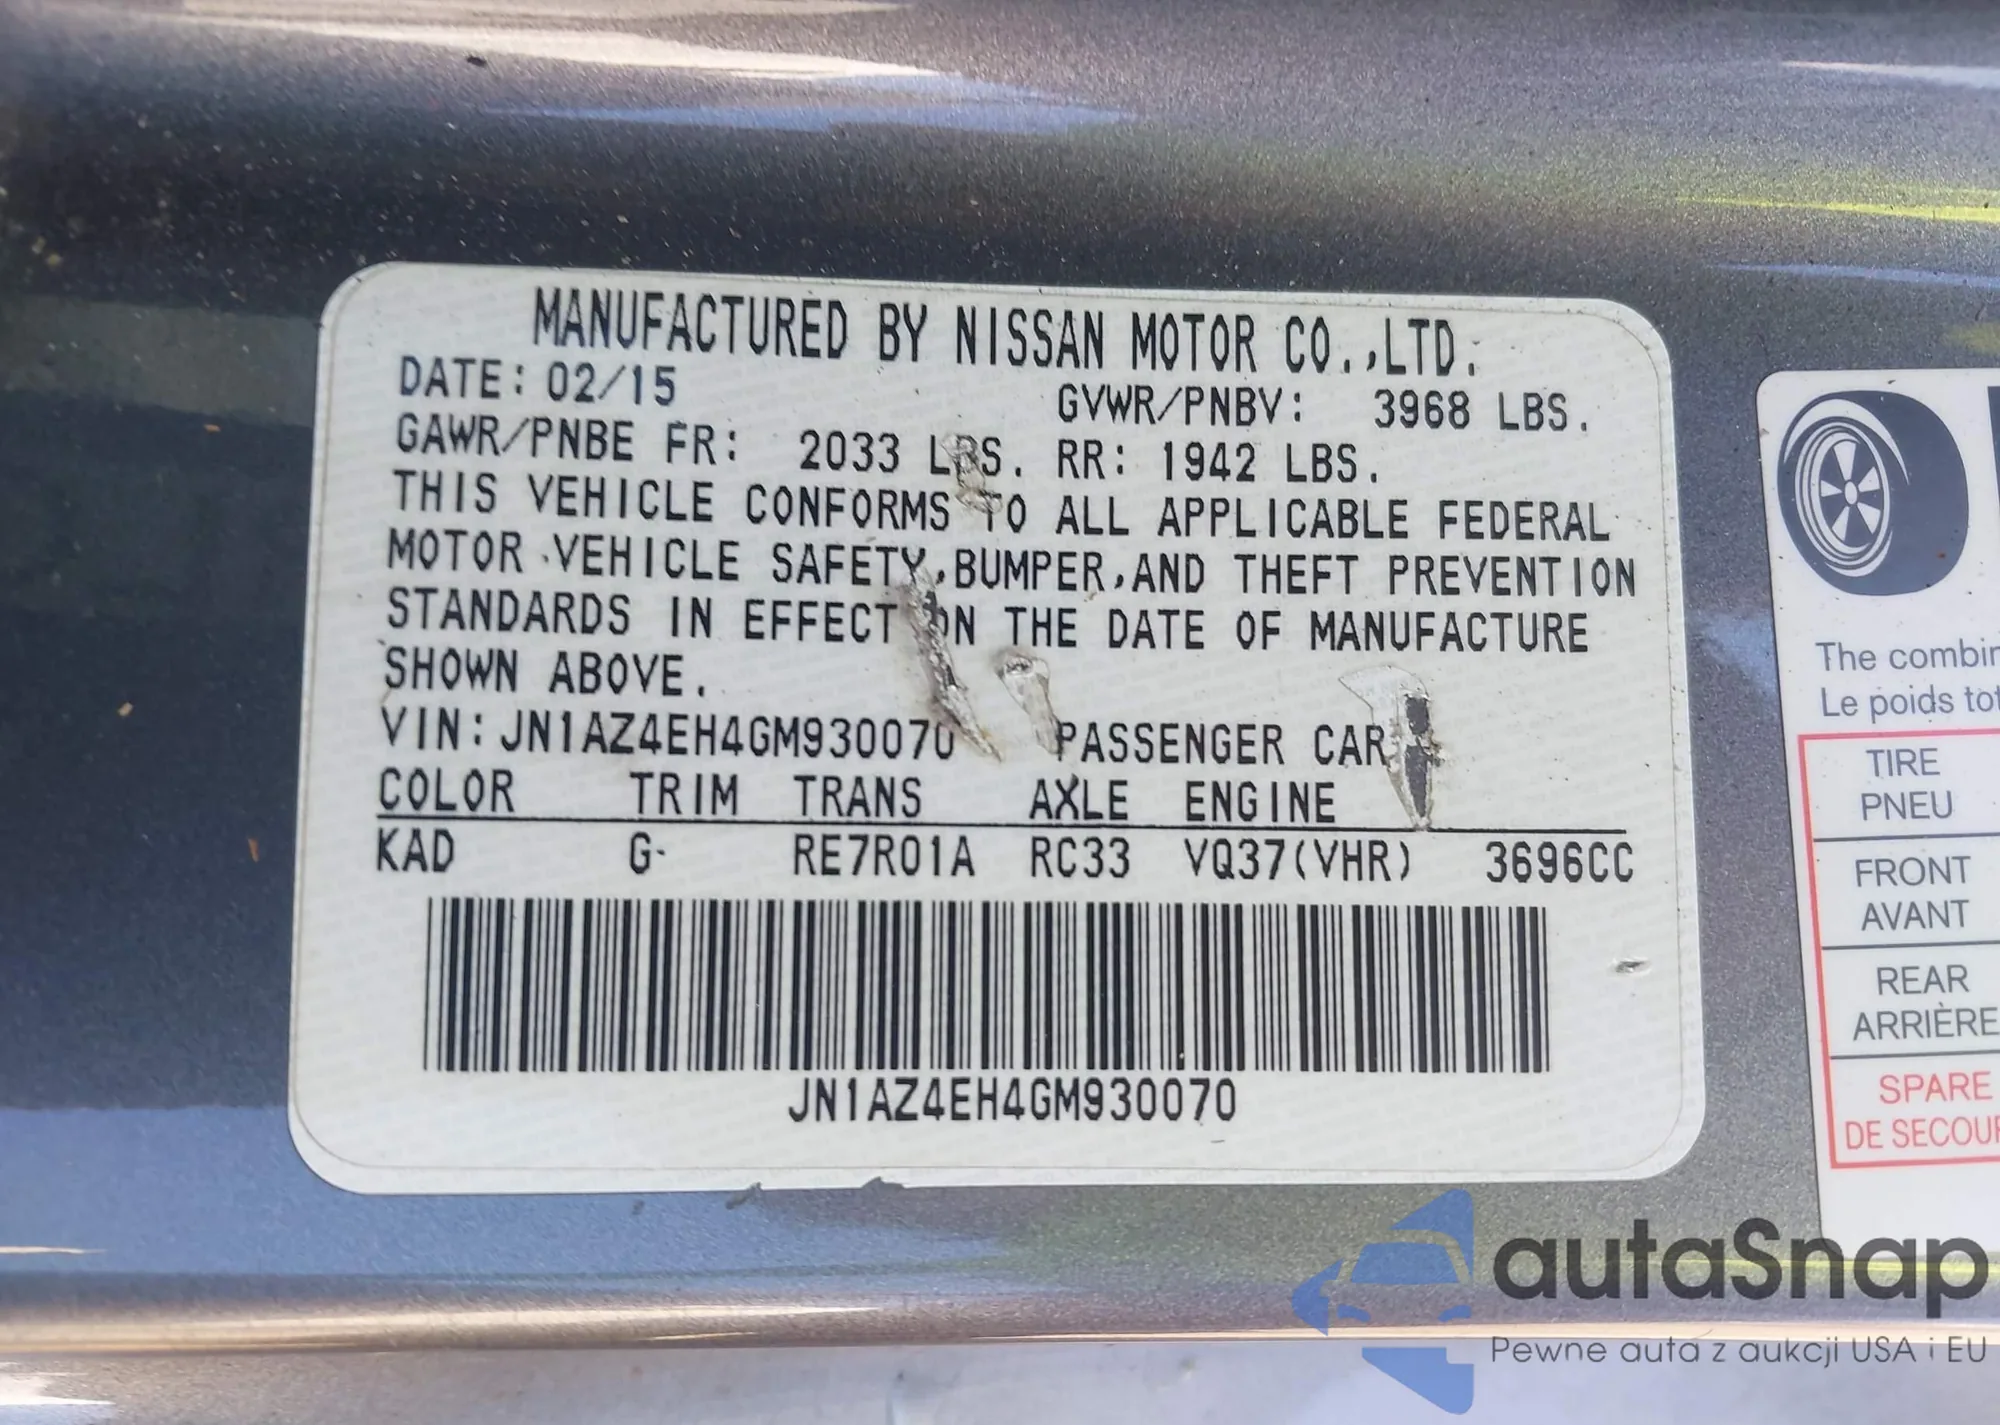 MANUFACTURED BY NISSAN MOTOR CO.,LTD.
DATE: 02/15 GVWR/PNBV: 3968 LBS.
GAWR/PNBE FR: 2033 LBS. RR: 1942 LBS.
THIS VEHICLE CONFORMS TO ALL APPLICABLE FEDERAL
MOTOR VEHICLE SAFETY,BUMPER,AND THEFT PREVENTION
STANDARDS IN EFFECT ON THE DATE OF MANUFACTURE
SHOWN ABOVE.
VIN:JN1AZ4EH4GM930070 PASSENGER CAR
COLOR TRIM TRANS AXLE ENGINE
KAD G- RE7R01A RC33 VQ37(VHR) 3696CC
JN1AZ4EH4GM930070
The combin
Le poids tot
TIRE
PNEU
FRONT
AVANT
REAR
ARRIÈRE
SPARE
DE SECOUR
autaSnap
Pewne auta z aukcji USA i EU